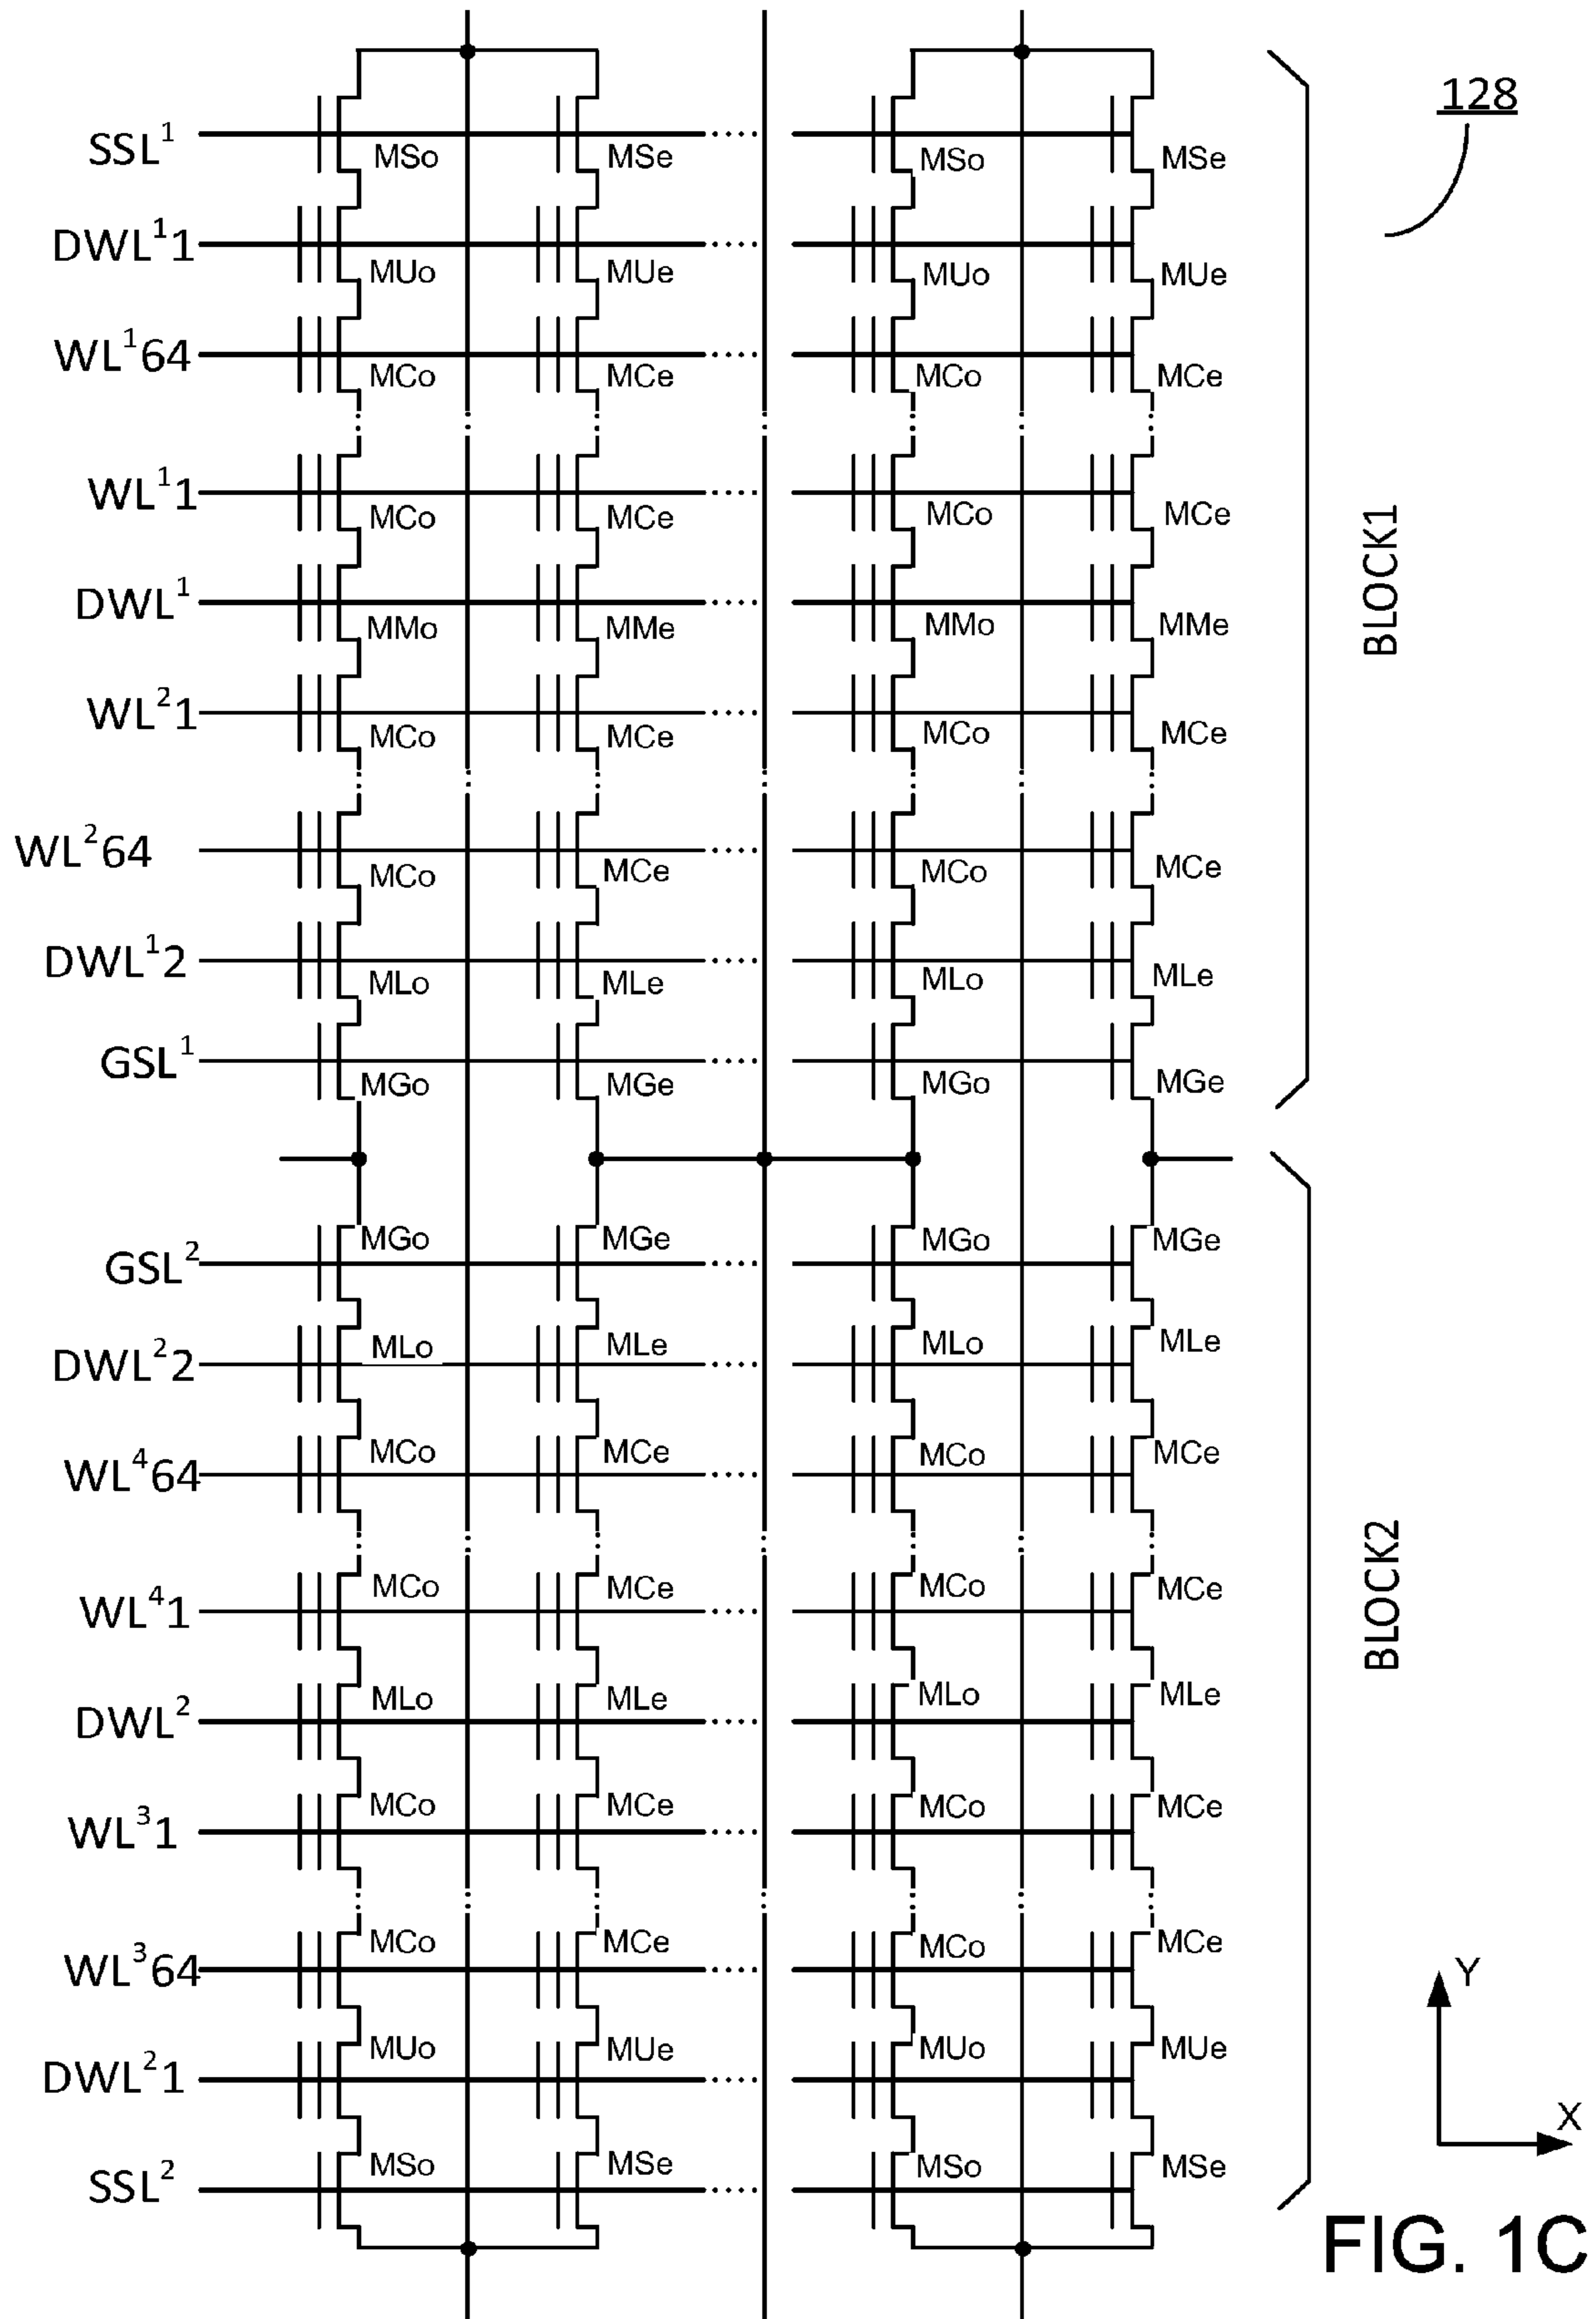 128
SSL¹ MSo MSe MSo MSe
DWL¹1 MUo MUe MUo MUe
WL¹64 MCo MCe MCo MCe
WL¹1 MCo MCe MCo MCe
DWL¹ MMo MMe MMo MMe
WL²1 MCo MCe MCo MCe
WL²64 MCo MCe MCo MCe
DWL¹2 MLo MLe MLo MLe
GSL¹ MGo MGe MGo MGe
BLOCK1
GSL² MGo MGe MGo MGe
DWL²2 MLo MLe MLo MLe
WL⁴64 MCo MCe MCo MCe
WL⁴1 MCo MCe MCo MCe
DWL² MLo MLe MLo MLe
WL³1 MCo MCe MCo MCe
WL³64 MCo MCe MCo MCe
DWL²1 MUo MUe MUo MUe
SSL² MSo MSe MSo MSe
BLOCK2
Y
X
FIG. 1C